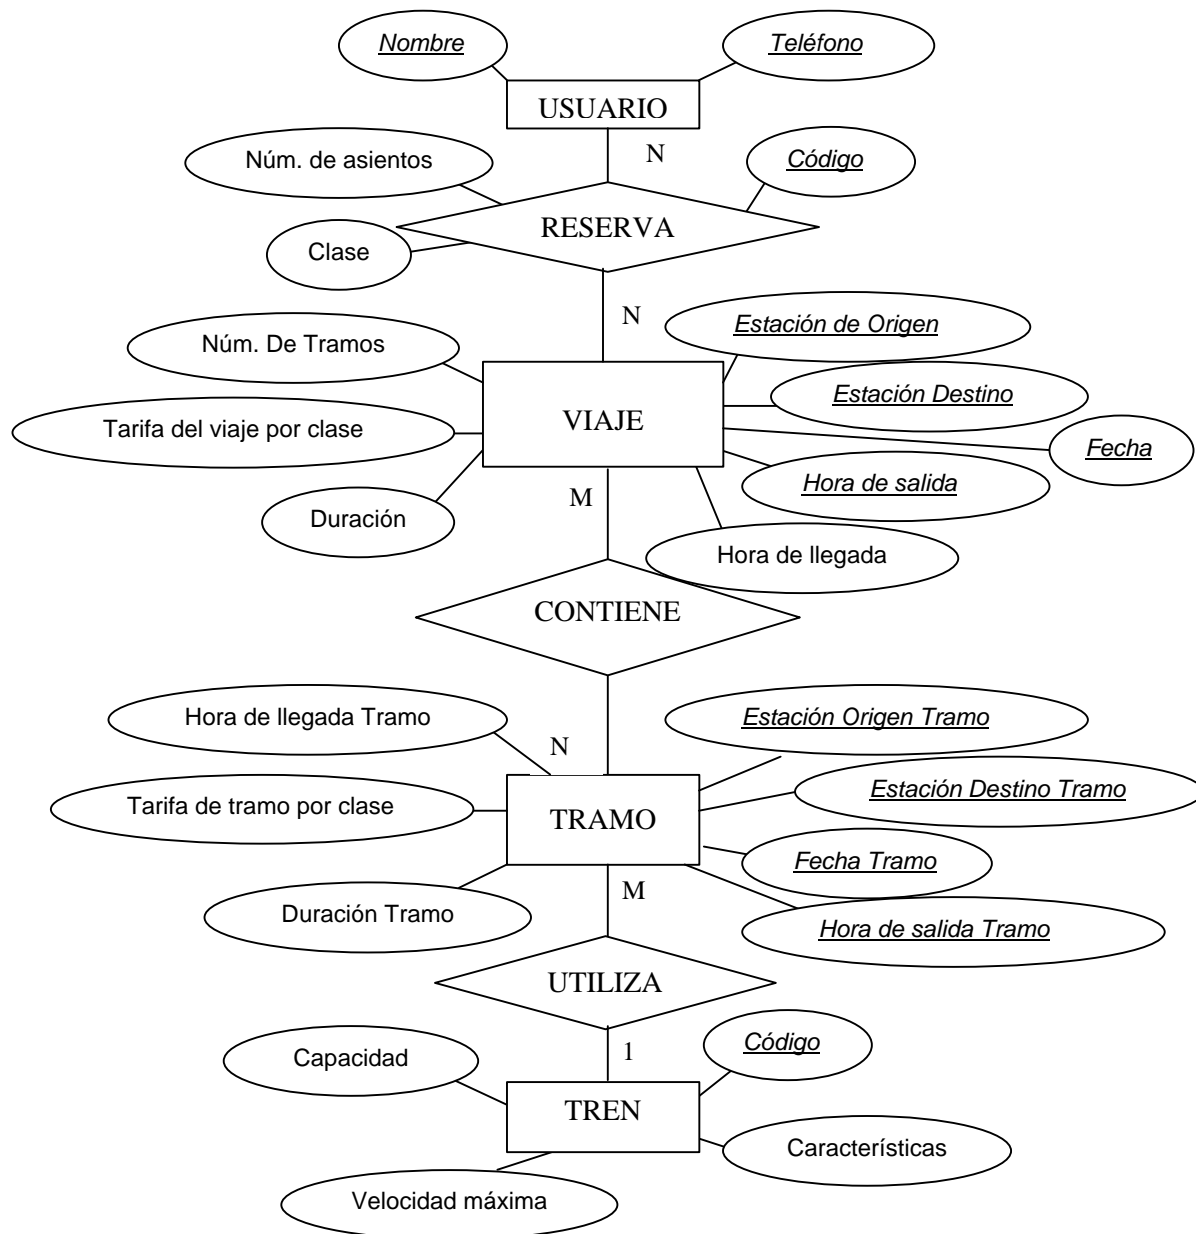 Nombre
Teléfono
USUARIO
Núm. de asientos
N
Código
RESERVA
Clase
N
Estación de Origen
Núm. De Tramos
Estación Destino
Tarifa del viaje por clase
VIAJE
Fecha
Hora de salida
M
Duración
Hora de llegada
CONTIENE
Hora de llegada Tramo
Estación Origen Tramo
N
Estación Destino Tramo
Tarifa de tramo por clase
TRAMO
Fecha Tramo
M
Duración Tramo
Hora de salida Tramo
UTILIZA
Código
Capacidad
1
TREN
Características
Velocidad máxima